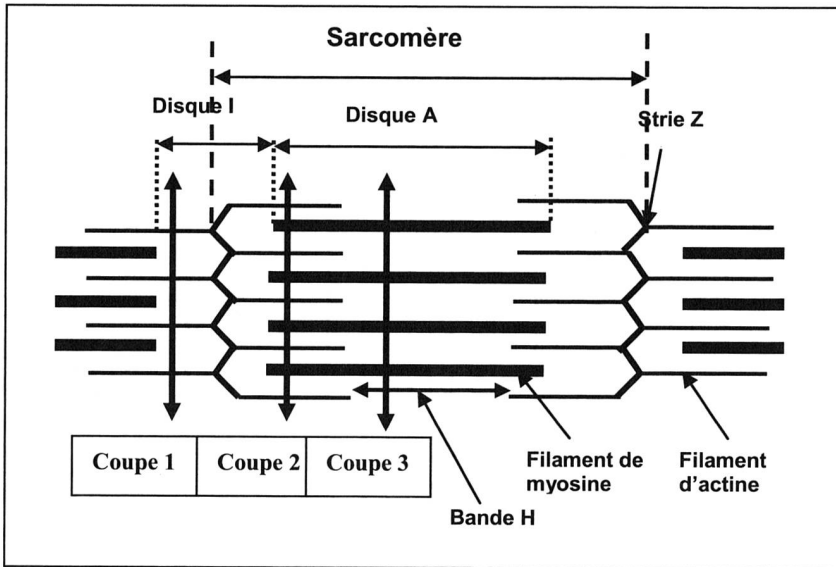 Sarcomère
Disque I
Disque A
Strie Z
Coupe 1
Coupe 2
Coupe 3
Filament de
myosine
Filament
d'actine
Bande H